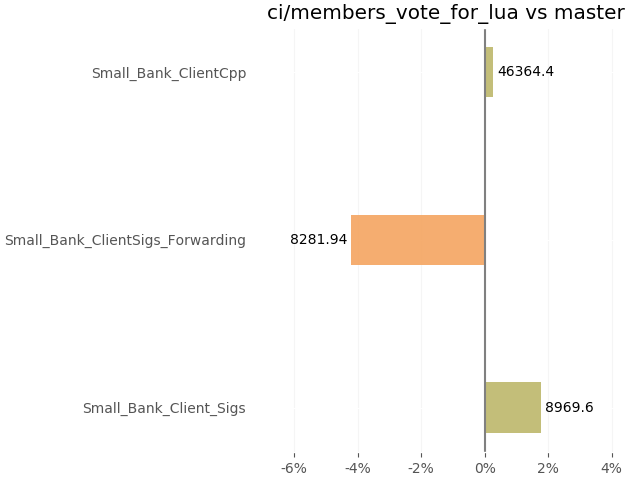 ci/members_vote_for_lua vs master
Small_Bank_ClientCpp
46364.4
Small_Bank_ClientSigs_Forwarding
8281.94
Small_Bank_Client_Sigs
8969.6
-6% -4% -2% 0% 2% 4%